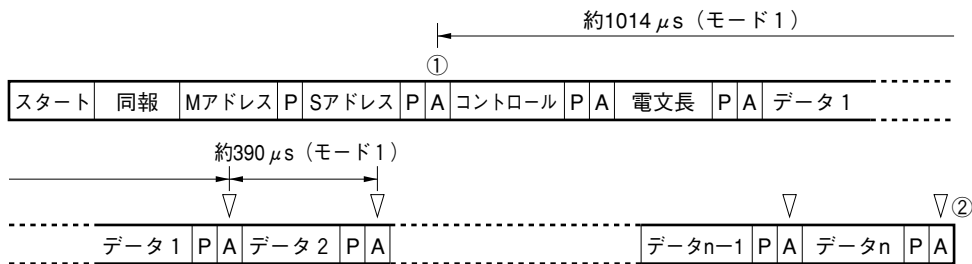 約1014μs(モード1)
①
スタート 同報 Mアドレス P Sアドレス P A コントロール P A 電文長 P A データ1
約390μs(モード1)
②
データ1 P A データ2 P A データn−1 P A データn P A